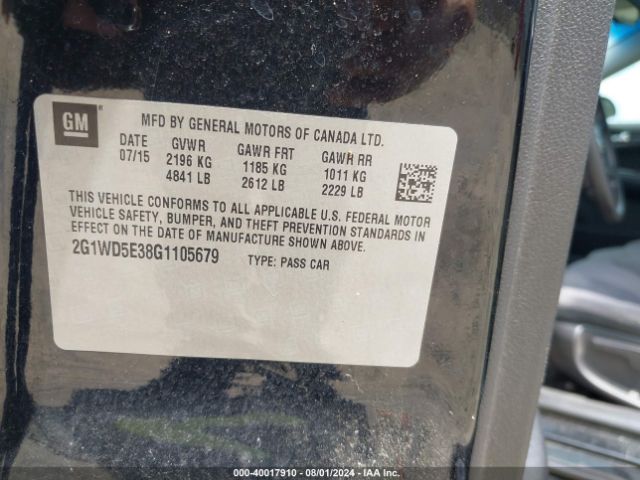 GM
MFD BY GENERAL MOTORS OF CANADA LTD.
DATE GVWR GAWR FRT GAWR RR
07/15 2196 KG 1185 KG 1011 KG
4841 LB 2612 LB 2229 LB
THIS VEHICLE CONFORMS TO ALL APPLICABLE U.S. FEDERAL MOTOR
VEHICLE SAFETY, BUMPER, AND THEFT PREVENTION STANDARDS IN
EFFECT ON THE DATE OF MANUFACTURE SHOWN ABOVE.
2G1WD5E38G1105679 TYPE: PASS CAR
200 - 40017910 - 08/01/2024 - IAA Inc.